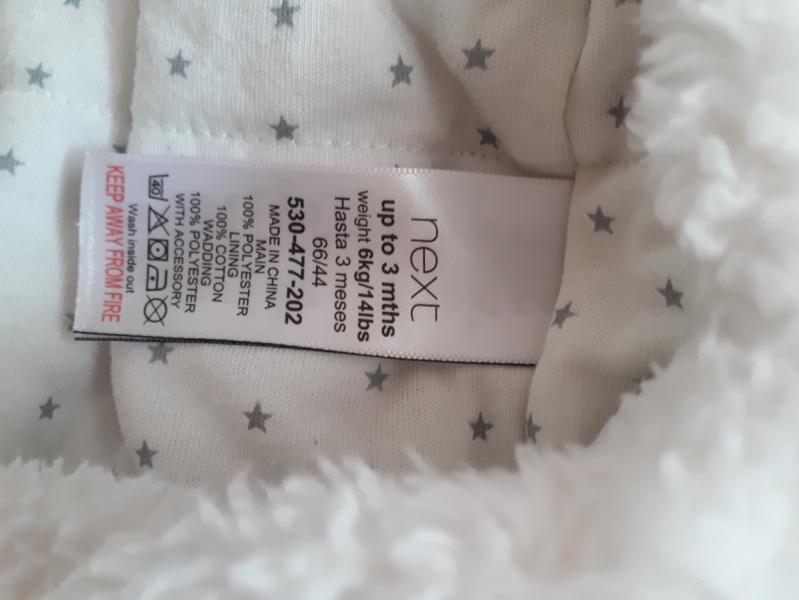 next
up to 3 mths
weight 6kg/14lbs
Hasta 3 meses
66/44
530-477-202
MADE IN CHINA
MAIN
100% POLYESTER
LINING
100% COTTON
WADDING
100% POLYESTER
WITH ACCESSORY
40
Wash inside out
KEEP AWAY FROM FIRE